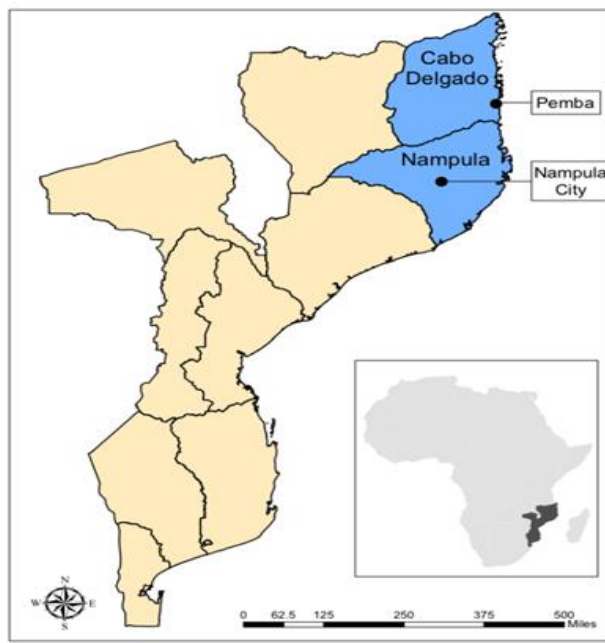 Cabo
Delgado
Pemba
Nampula
Nampula
City
N
W E
S
0 62.5 125 250 375 500
Miles